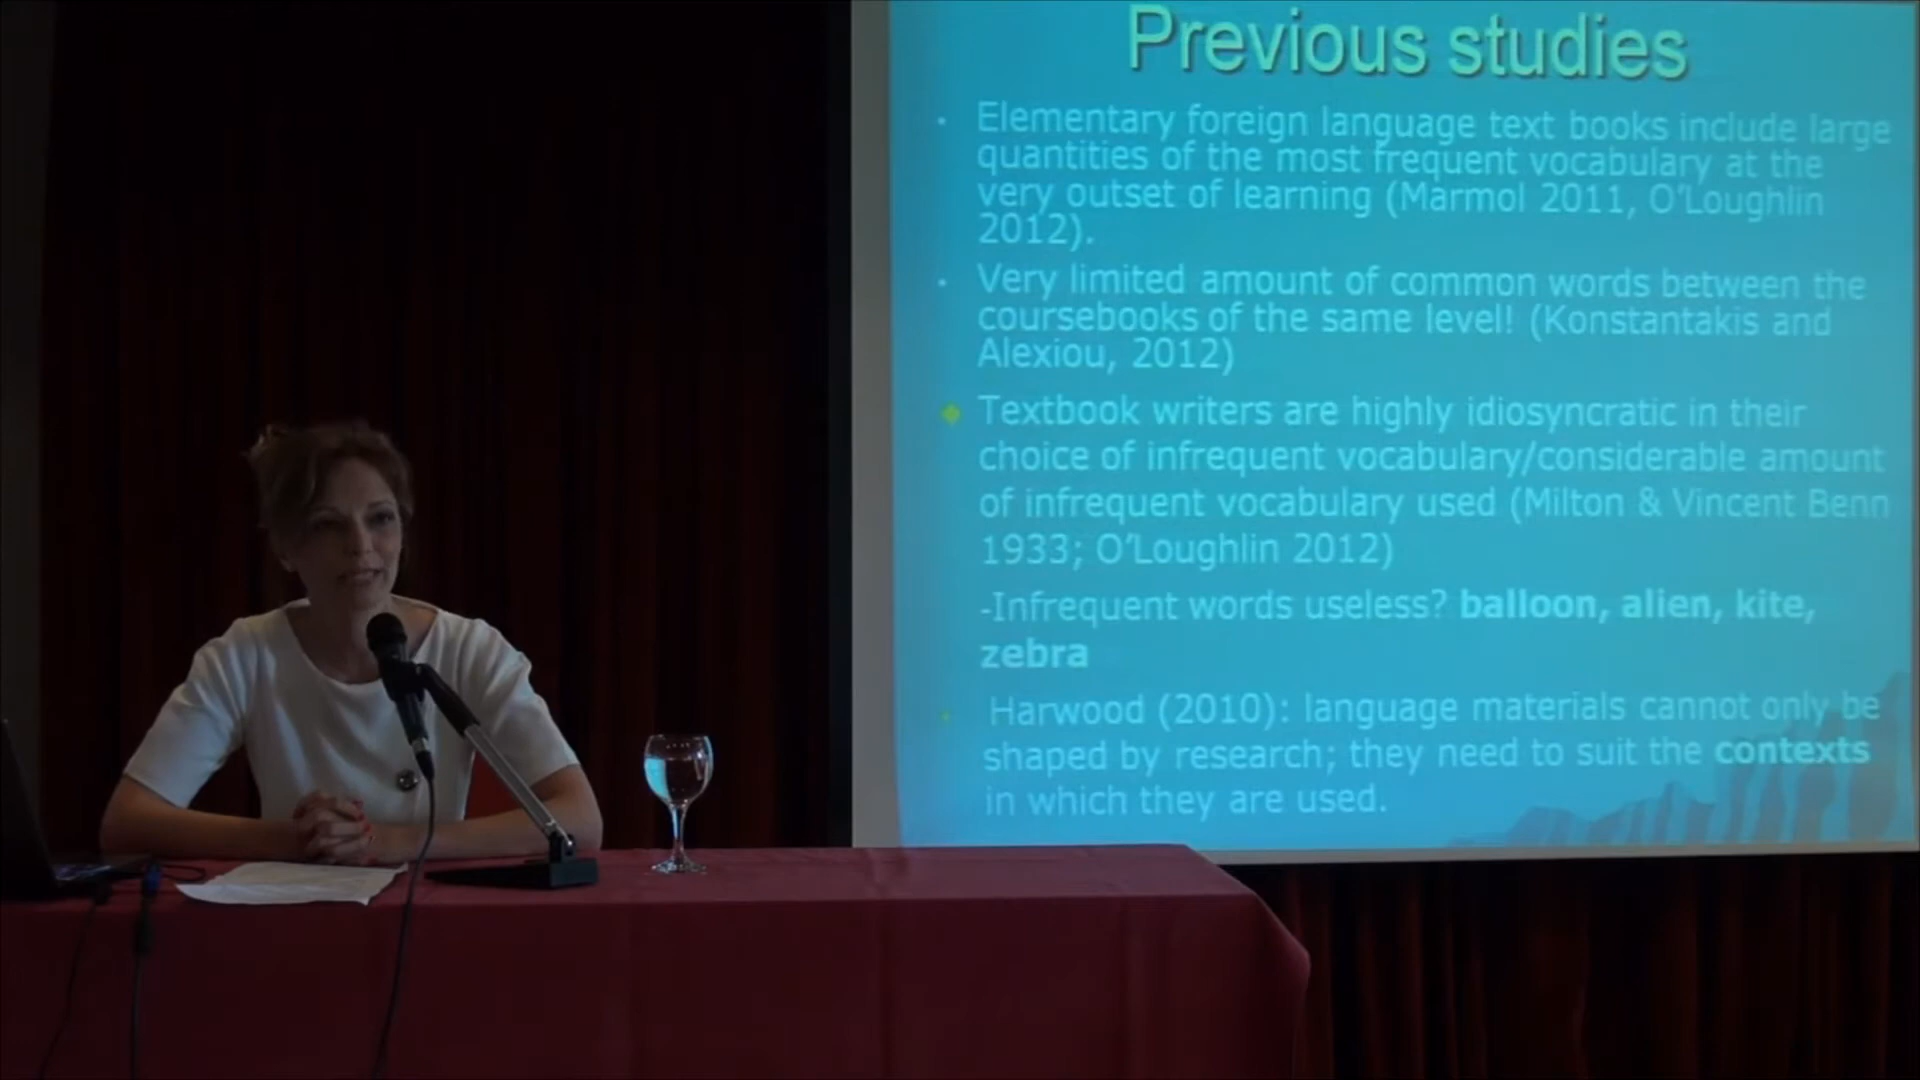 Previous studies
Elementary foreign language text books include large
quantities of the most frequent vocabulary at the
very outset of learning (Marmol 2011, O'Loughlin
2012).
Very limited amount of common words between the
coursebooks of the same level! (Konstantakis and
Alexiou, 2012)
Textbook writers are highly idiosyncratic in their
choice of infrequent vocabulary/considerable amount
of infrequent vocabulary used (Milton & Vincent Benn
1933; O'Loughlin 2012)
-Infrequent words useless? balloon, alien, kite,
zebra
Harwood (2010): language materials cannot only be
shaped by research; they need to suit the contexts
in which they are used.